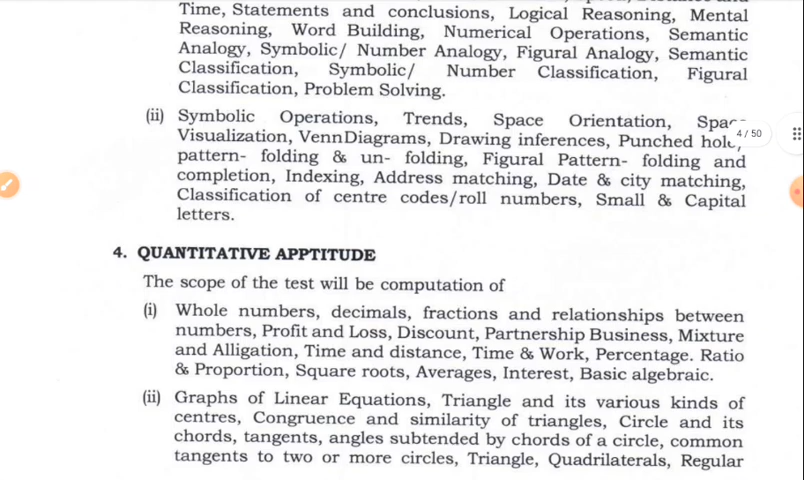 Time, Statements and conclusions, Logical Reasoning, Mental
Reasoning, Word Building, Numerical Operations, Semantic
Analogy, Symbolic/ Number Analogy, Figural Analogy, Semantic
Classification, Symbolic/ Number Classification, Figural
Classification, Problem Solving.
(ii) Symbolic Operations, Trends, Space Orientation,
4 / 50
Visualization, VennDiagrams, Drawing inferences, Punched
pattern- folding & un- folding, Figural Pattern- folding and
completion, Indexing, Address matching, Date & city matching,
Classification of centre codes/roll numbers, Small & Capital
letters.
4. QUANTITATIVE APPTITUDE
The scope of the test will be computation of
(i) Whole numbers, decimals, fractions and relationships between
numbers, Profit and Loss, Discount, Partnership Business, Mixture
and Alligation, Time and distance, Time & Work, Percentage. Ratio
& Proportion, Square roots, Averages, Interest, Basic algebraic.
(ii) Graphs of Linear Equations, Triangle and its various kinds of
centres, Congruence and similarity of triangles, Circle and its
chords, tangents, angles subtended by chords of a circle, common
tangents to two or more circles, Triangle, Quadrilaterals, Regular